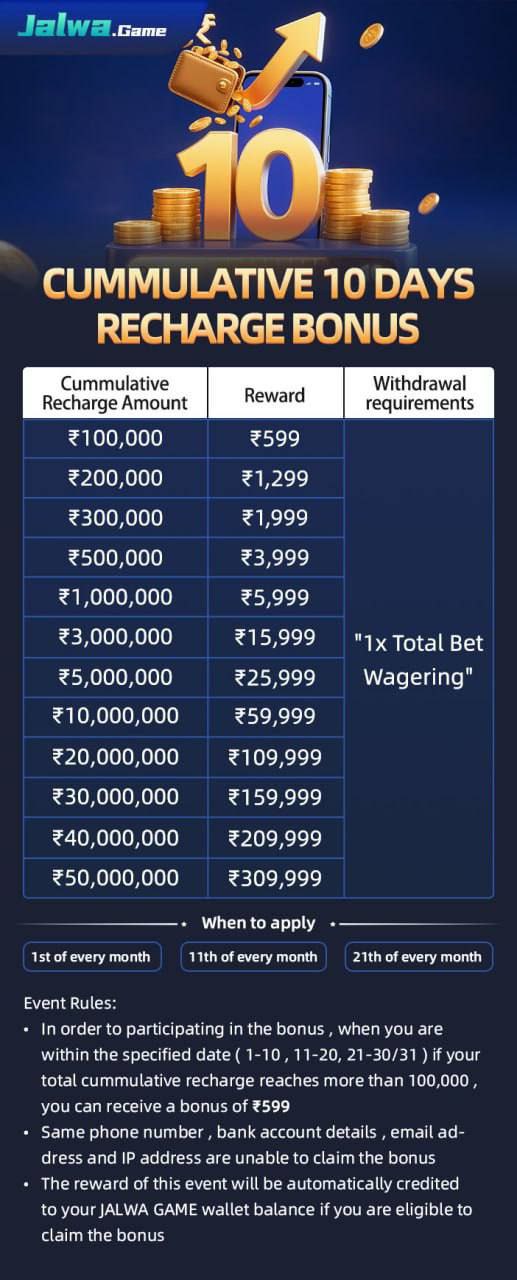 Jalwa.Game
10
CUMMULATIVE 10 DAYS
RECHARGE BONUS
Cummulative
Recharge Amount
Reward
Withdrawal
requirements
₹100,000 ₹599
₹200,000 ₹1,299
₹300,000 ₹1,999
₹500,000 ₹3,999
₹1,000,000 ₹5,999
₹3,000,000 ₹15,999
"1x Total Bet
Wagering"
₹5,000,000 ₹25,999
₹10,000,000 ₹59,999
₹20,000,000 ₹109,999
₹30,000,000 ₹159,999
₹40,000,000 ₹209,999
₹50,000,000 ₹309,999
When to apply
1st of every month 11th of every month 21th of every month
Event Rules:
• In order to participating in the bonus , when you are
within the specified date ( 1-10 , 11-20, 21-30/31 ) if your
total cummulative recharge reaches more than 100,000 ,
you can receive a bonus of ₹599
• Same phone number , bank account details , email ad-
dress and IP address are unable to claim the bonus
• The reward of this event will be automatically credited
to your JALWA GAME wallet balance if you are eligible to
claim the bonus